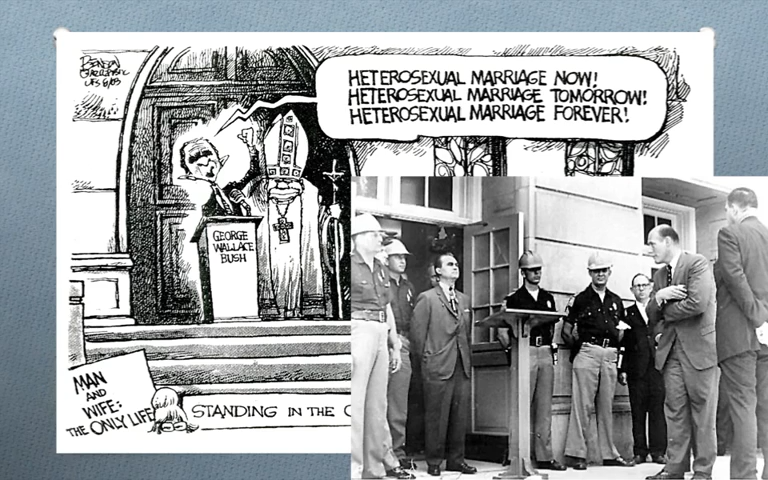 BENSON
HETEROSEXUAL MARRIAGE NOW!
HETEROSEXUAL MARRIAGE TOMORROW!
HETEROSEXUAL MARRIAGE FOREVER!
GEORGE
WALLACE
BUSH
MAN
AND
WIFE:
THE ONLY LIFE
STANDING IN THE C